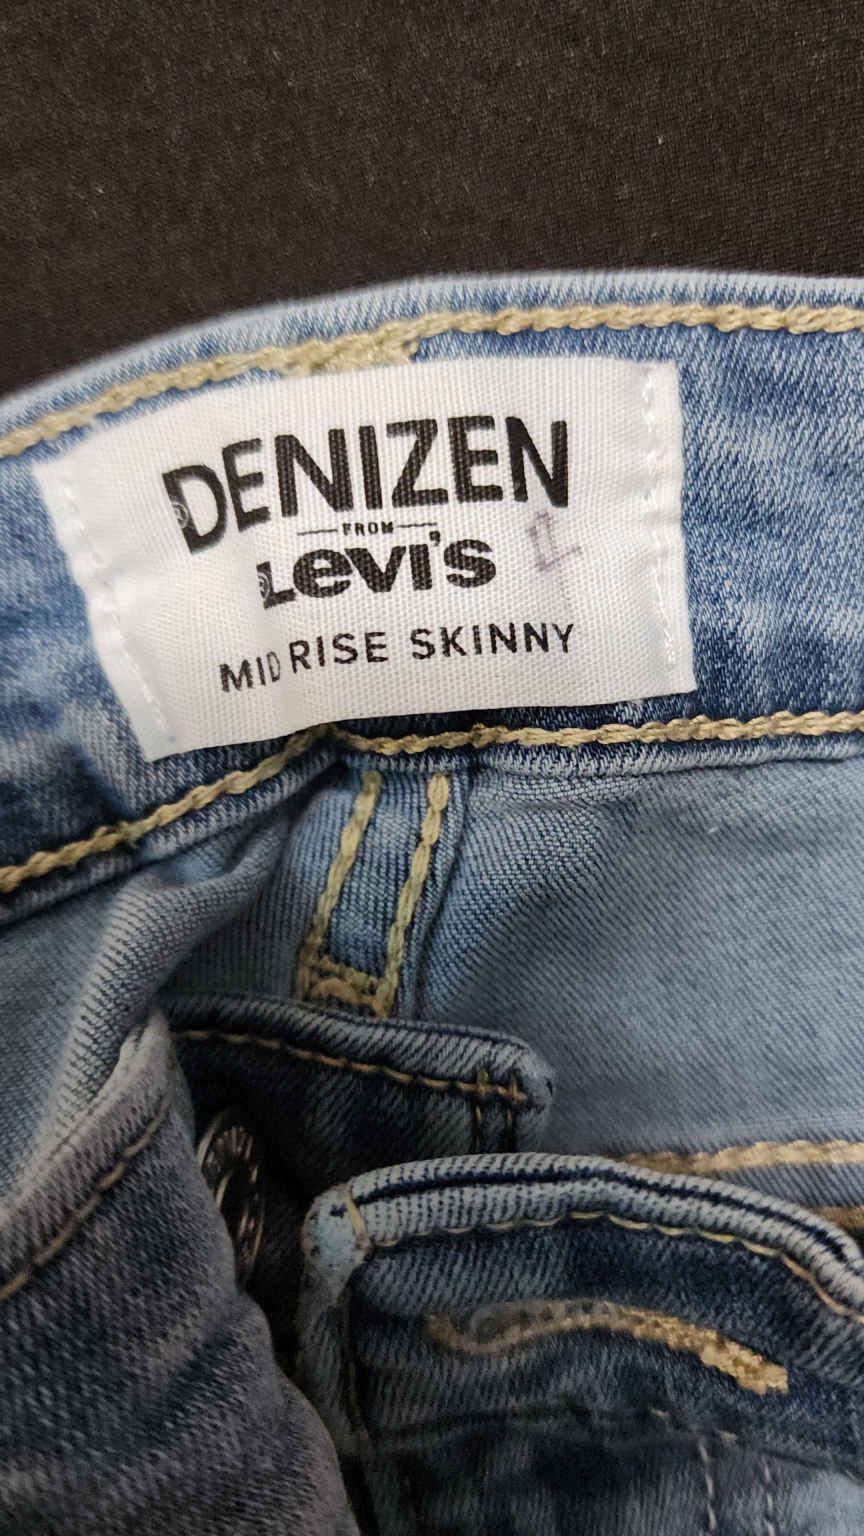 DENIZEN
FROM
Levi's
MID RISE SKINNY